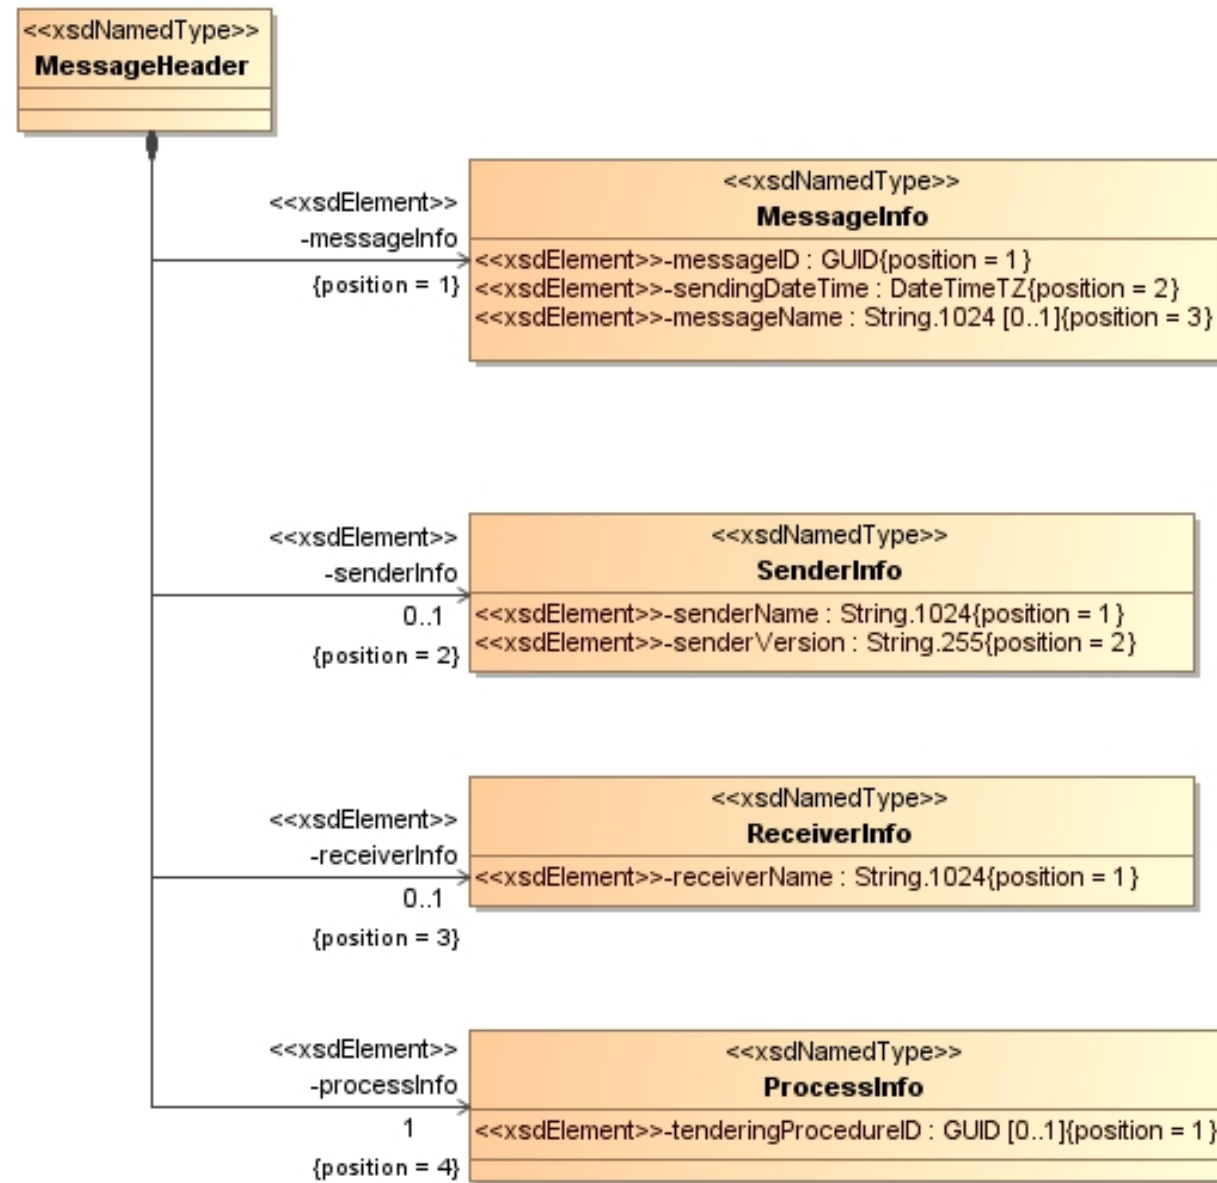 <<xsdNamedType>>
MessageHeader
<<xsdElement>>
-messageInfo
{position = 1}
<<xsdNamedType>>
MessageInfo
<<xsdElement>>-messageID : GUID{position = 1}
<<xsdElement>>-sendingDateTime : DateTimeTZ{position = 2}
<<xsdElement>>-messageName : String.1024 [0..1]{position = 3}
<<xsdElement>>
-senderInfo
0..1
{position = 2}
<<xsdNamedType>>
SenderInfo
<<xsdElement>>-senderName : String.1024{position = 1}
<<xsdElement>>-senderVersion : String.255{position = 2}
<<xsdElement>>
-receiverInfo
0..1
{position = 3}
<<xsdNamedType>>
ReceiverInfo
<<xsdElement>>-receiverName : String.1024{position = 1}
<<xsdElement>>
-processInfo
1
{position = 4}
<<xsdNamedType>>
ProcessInfo
<<xsdElement>>-tenderingProcedureID : GUID [0..1]{position = 1}